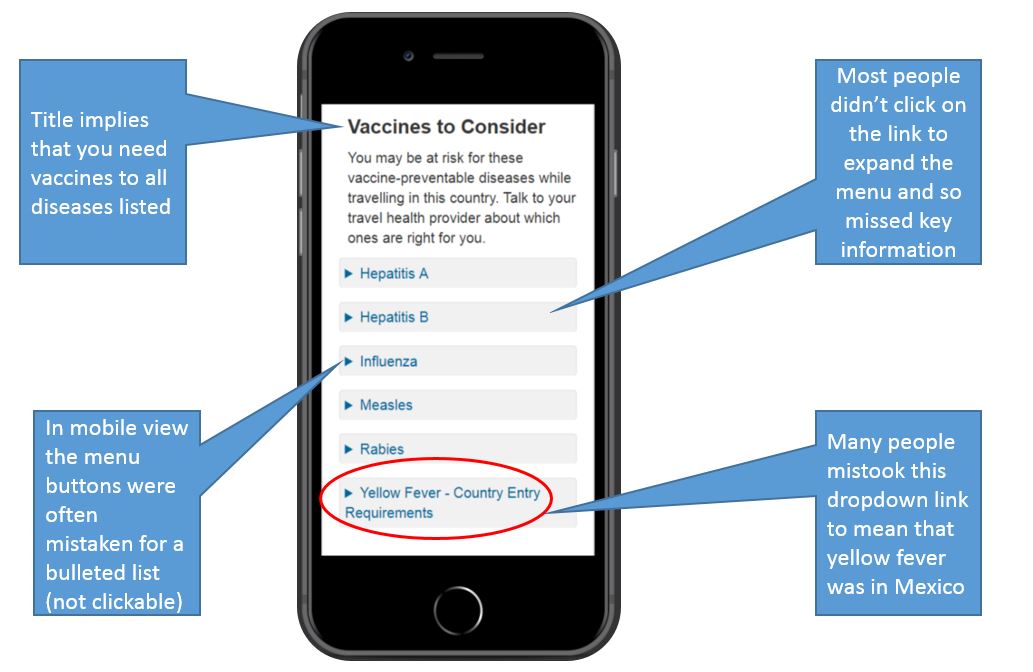 Title implies
that you need
vaccines to all
diseases listed
Most people
didn’t click on
the link to
expand the
menu and so
missed key
information
Vaccines to Consider
You may be at risk for these
vaccine-preventable diseases while
travelling in this country. Talk to your
travel health provider about which
ones are right for you.
Hepatitis A
Hepatitis B
Influenza
Measles
Rabies
Yellow Fever - Country Entry
Requirements
In mobile view
the menu
buttons were
often
mistaken for a
bulleted list
(not clickable)
Many people
mistook this
dropdown link
to mean that
yellow fever
was in Mexico